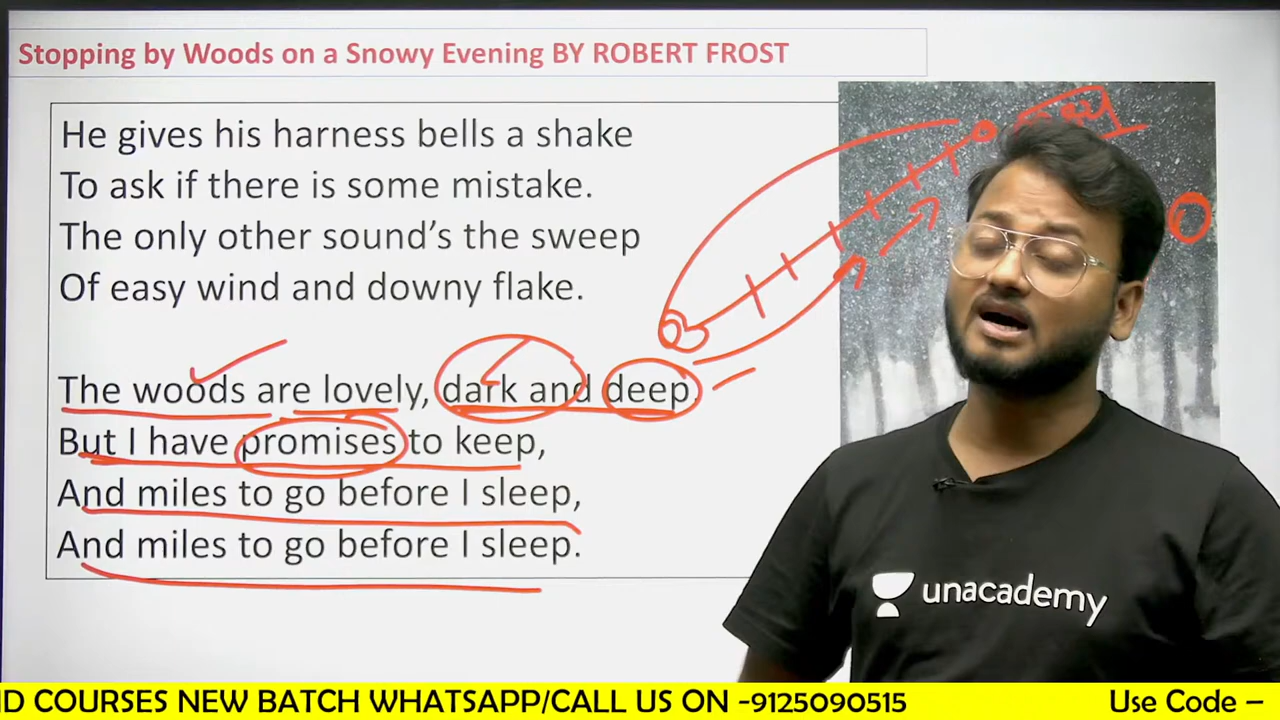 Stopping by Woods on a Snowy Evening BY ROBERT FROST
He gives his harness bells a shake
To ask if there is some mistake.
The only other sound's the sweep
Of easy wind and downy flake.
The woods are lovely, dark and deep.
But I have promises to keep,
And miles to go before I sleep,
And miles to go before I sleep.
unacademy
D COURSES NEW BATCH WHATSAPP/CALL US ON -9125090515
Use Code –